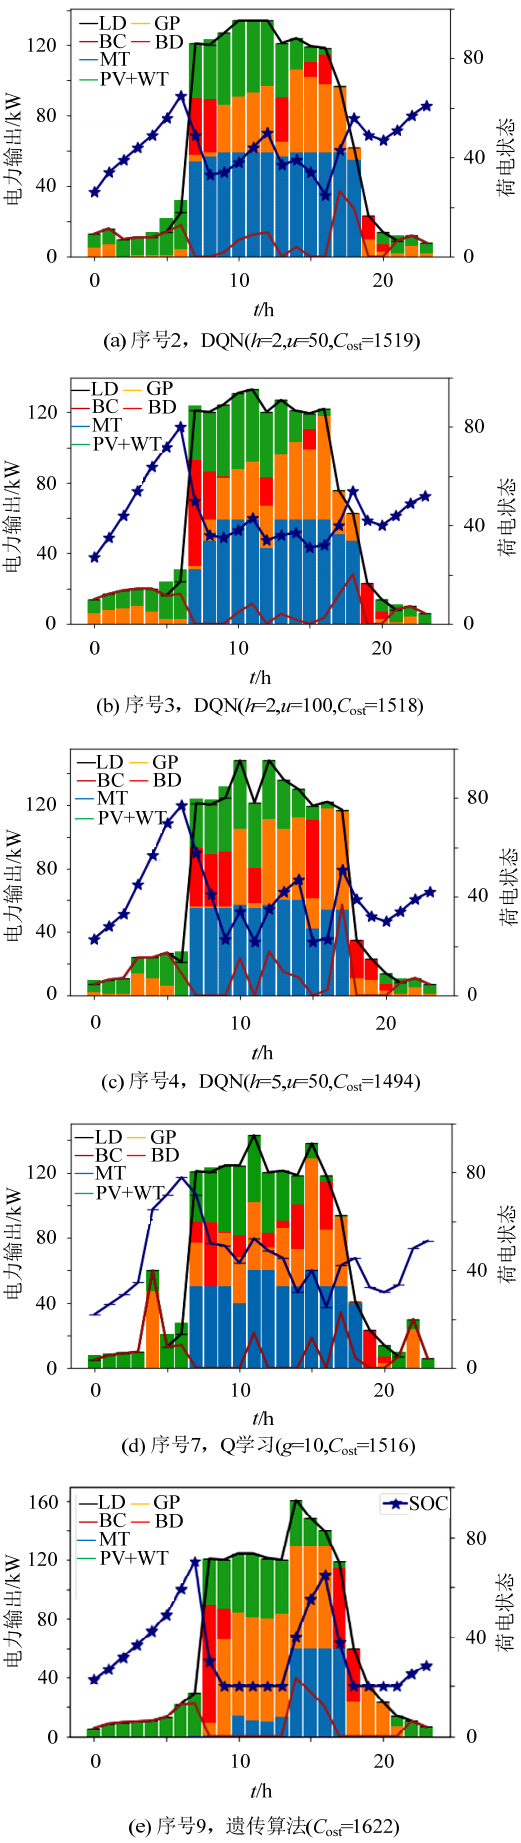 LD GP
BC BD
MT
PV+WT
120
80
40
0
80
40
0
电力输出/kW
荷电状态
0 10 20
t/h
(a) 序号2，DQN(h=2,u=50,Cost=1519)
LD GP
BC BD
MT
PV+WT
120
80
40
0
80
40
0
电力输出/kW
荷电状态
0 10 20
t/h
(b) 序号3，DQN(h=2,u=100,Cost=1518)
LD GP
BC BD
MT
PV+WT
120
80
40
0
80
40
0
电力输出/kW
荷电状态
0 10 20
t/h
(c) 序号4，DQN(h=5,u=50,Cost=1494)
LD GP
BC BD
MT
PV+WT
120
80
40
0
80
40
0
电力输出/kW
荷电状态
0 10 20
t/h
(d) 序号7，Q学习(g=10,Cost=1516)
LD GP
BC BD
MT
PV+WT
SOC
160
120
80
40
0
80
40
0
电力输出/kW
荷电状态
0 10 20
t/h
(e) 序号9，遗传算法(Cost=1622)